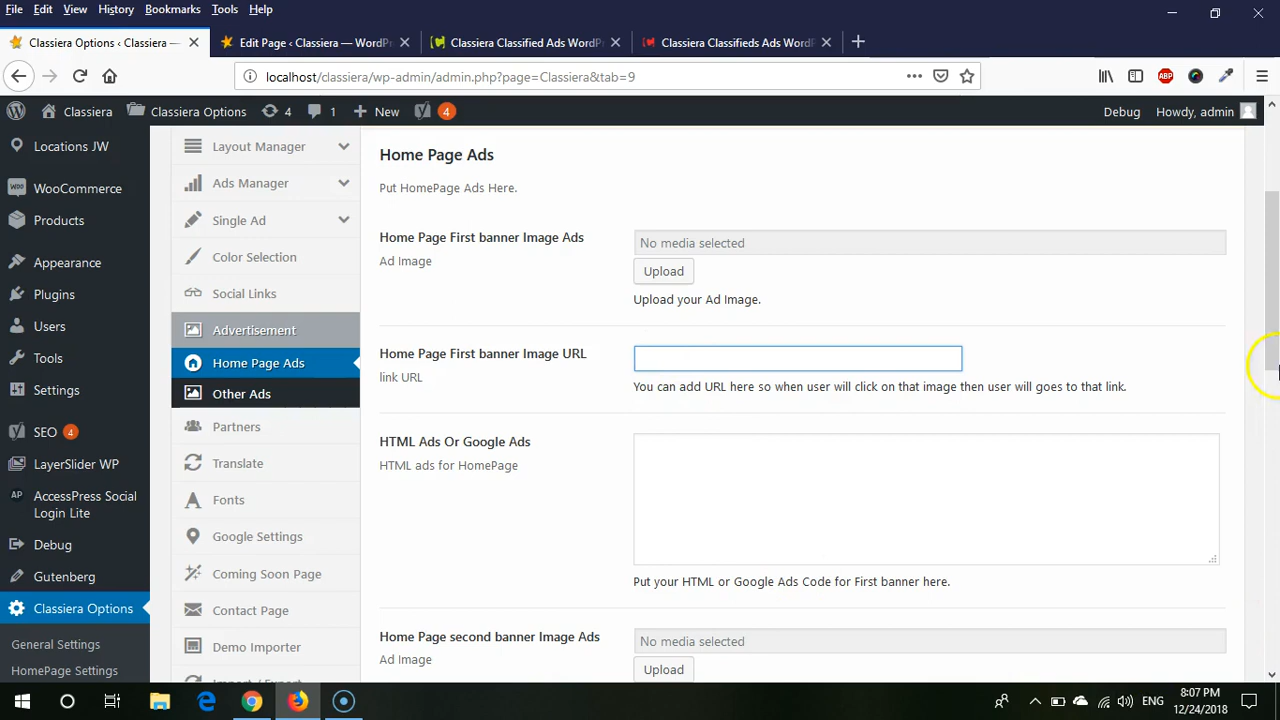 File Edit View History Bookmarks Tools Help
Classiera Options ‹ Classiera —
Edit Page ‹ Classiera — WordP
Classiera Classified Ads WordP
Classiera Classifieds Ads WordP
localhost/classiera/wp-admin/admin.php?page=Classiera&tab=9
ABP
Classiera Classiera Options 4 1 New 4 Debug Howdy, admin
Locations JW
WooCommerce
Products
Appearance
Plugins
Users
Tools
Settings
SEO 4
LayerSlider WP
AccessPress Social
Login Lite
Debug
Gutenberg
Classiera Options
General Settings
HomePage Settings
Layout Manager
Ads Manager
Single Ad
Color Selection
Social Links
Advertisement
Home Page Ads
Other Ads
Partners
Translate
Fonts
Google Settings
Coming Soon Page
Contact Page
Demo Importer
Import / Export
Home Page Ads
Put HomePage Ads Here.
Home Page First banner Image Ads
Ad Image
No media selected
Upload
Upload your Ad Image.
Home Page First banner Image URL
link URL
You can add URL here so when user will click on that image then user will goes to that link.
HTML Ads Or Google Ads
HTML ads for HomePage
Put your HTML or Google Ads Code for First banner here.
Home Page second banner Image Ads
Ad Image
No media selected
Upload
ENG
8:07 PM
12/24/2018